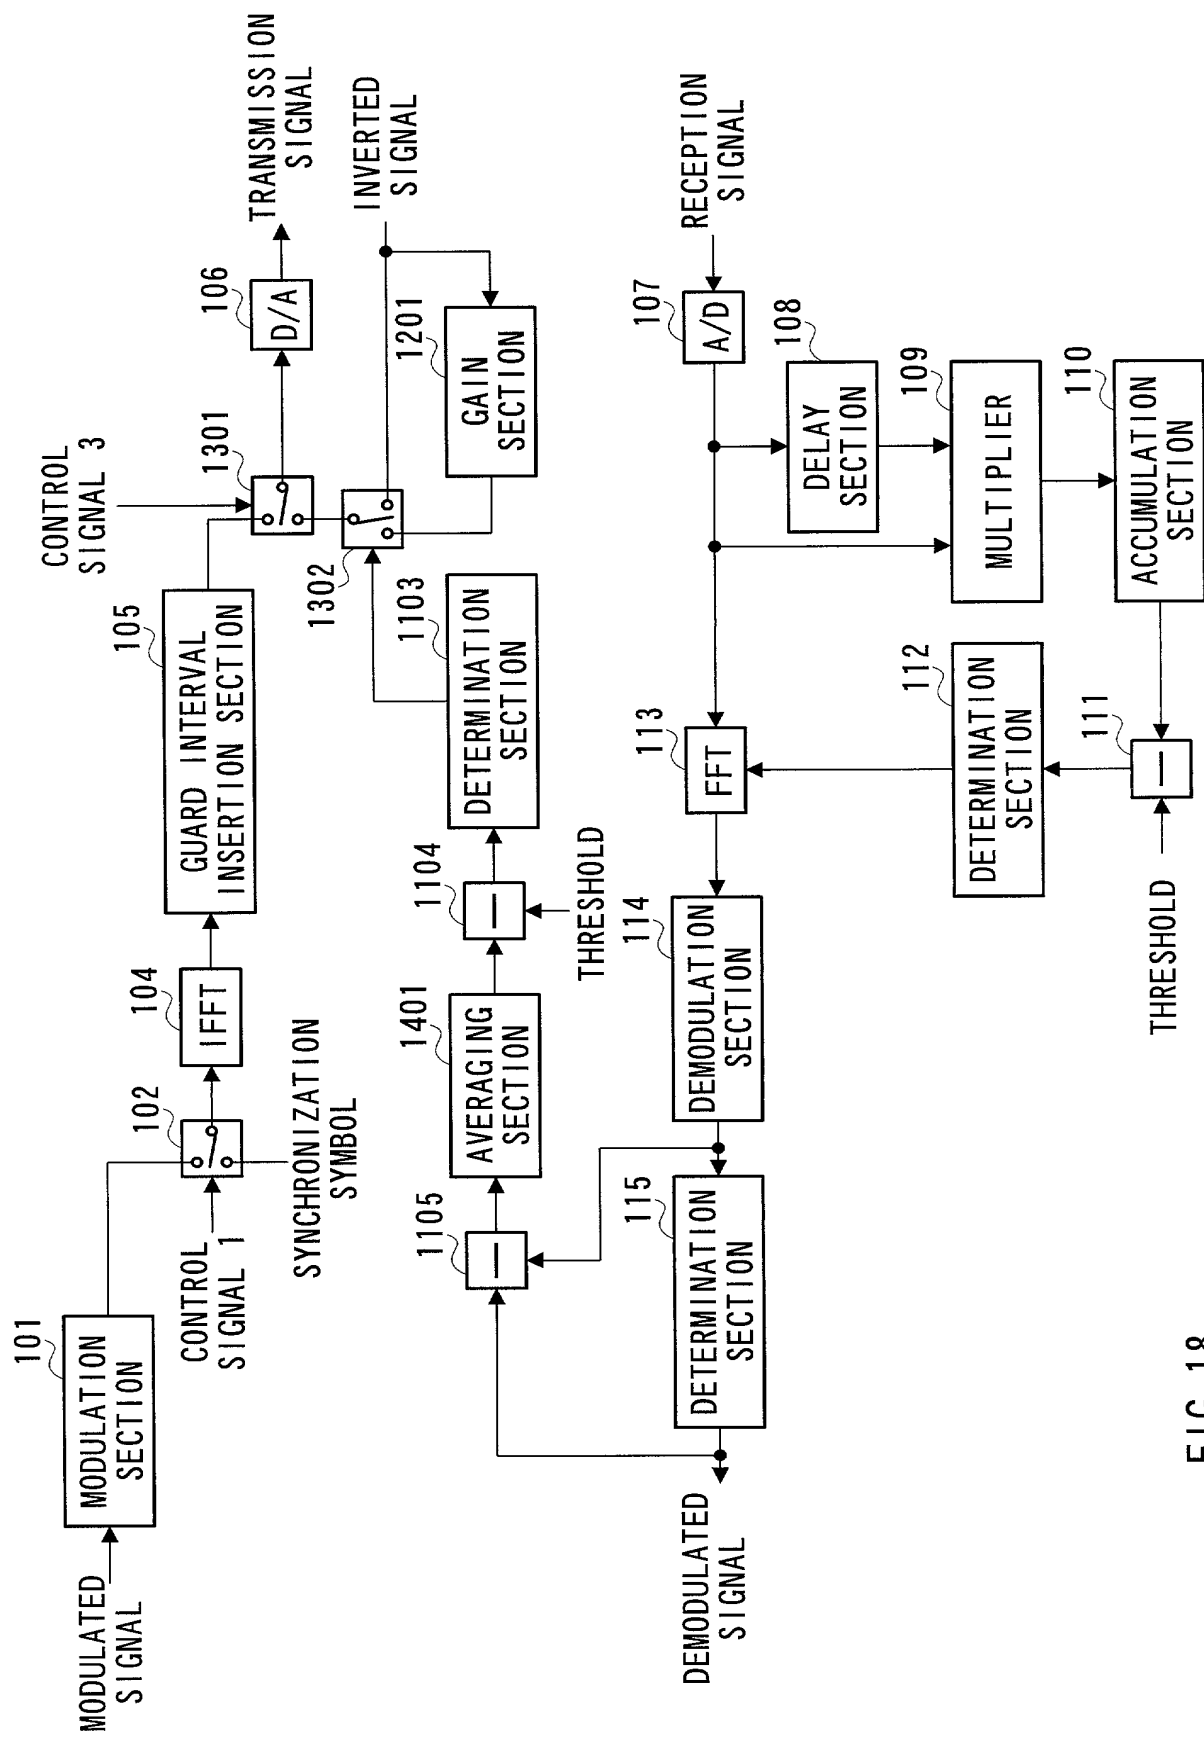 MODULATED
SIGNAL
101
MODULATION
SECTION
CONTROL
SIGNAL 1
102
SYNCHRONIZATION
SYMBOL
104
IFFT
105
GUARD INTERVAL
INSERTION SECTION
CONTROL
SIGNAL 3
1301
106
D/A
TRANSMISSION
SIGNAL
1302
INVERTED
SIGNAL
1201
GAIN
SECTION
1105
1401
AVERAGING
SECTION
1104
THRESHOLD
1103
DETERMINATION
SECTION
DEMODULATED
SIGNAL
115
DETERMINATION
SECTION
114
DEMODULATION
SECTION
113
FFT
107
A/D
RECEPTION
SIGNAL
108
DELAY
SECTION
109
MULTIPLIER
110
ACCUMULATION
SECTION
112
DETERMINATION
SECTION
111
THRESHOLD
FIG. 18